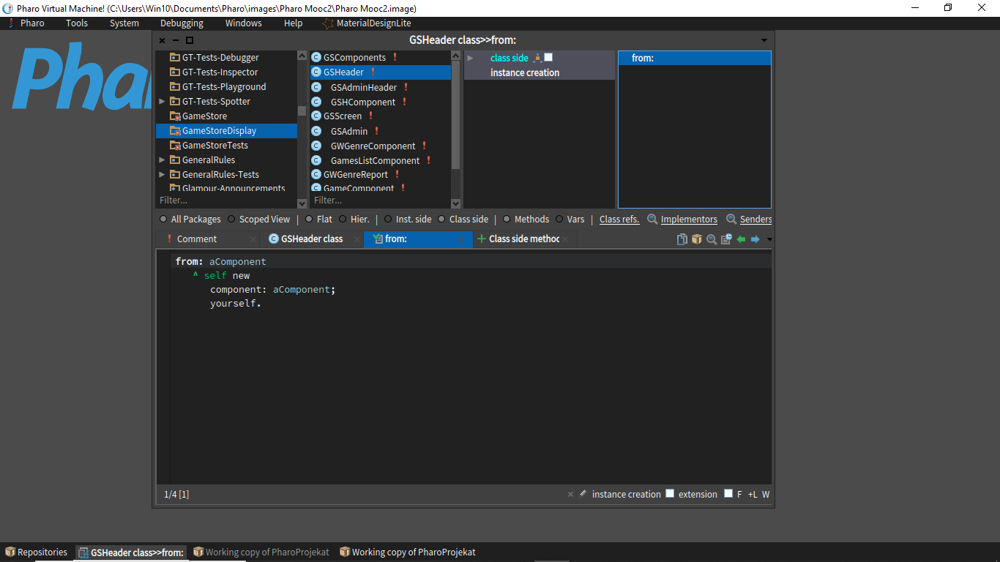 Pharo Virtual Machine! (C:\Users\Win10\Documents\Pharo\images\Pharo Mooc2\Pharo Mooc2.image)
Pharo Tools System Debugging Windows Help MaterialDesignLite
GSHeader class>>from:
Phar
GT-Tests-Debugger
GT-Tests-Inspector
GT-Tests-Playground
GT-Tests-Spotter
GameStore
GameStoreDisplay
GameStoreTests
GeneralRules
GeneralRules-Tests
Glamour-Announcements
Filter...
GSComponents
GSHeader
GSAdminHeader
GSHComponent
GSScreen
GSAdmin
GWGenreComponent
GamesListComponent
GWGenreReport
GameComponent
Filter...
class side
instance creation
from:
All Packages Scoped View | Flat Hier. | Inst. side Class side | Methods Vars Class refs. Implementors Senders
Comment GSHeader class from: Class side methoc
from: aComponent
^ self new
component: aComponent;
yourself.
1/4 [1] instance creation extension F +L W
Repositories GSHeader class>>from: Working copy of PharoProjekat Working copy of PharoProjekat